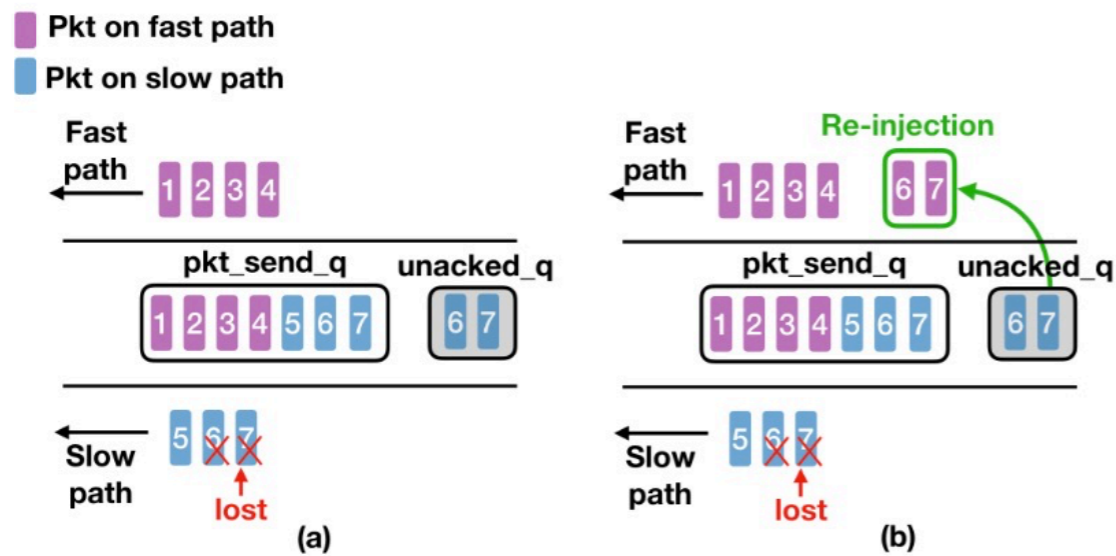 Pkt on fast path
Pkt on slow path
Fast
path
1 2 3 4
pkt_send_q
unacked_q
1 2 3 4 5 6 7
6 7
5 6 7
Slow
path
lost
(a)
Re-injection
Fast
path
1 2 3 4
6 7
pkt_send_q
unacked_q
1 2 3 4 5 6 7
6 7
5 6 7
Slow
path
lost
(b)